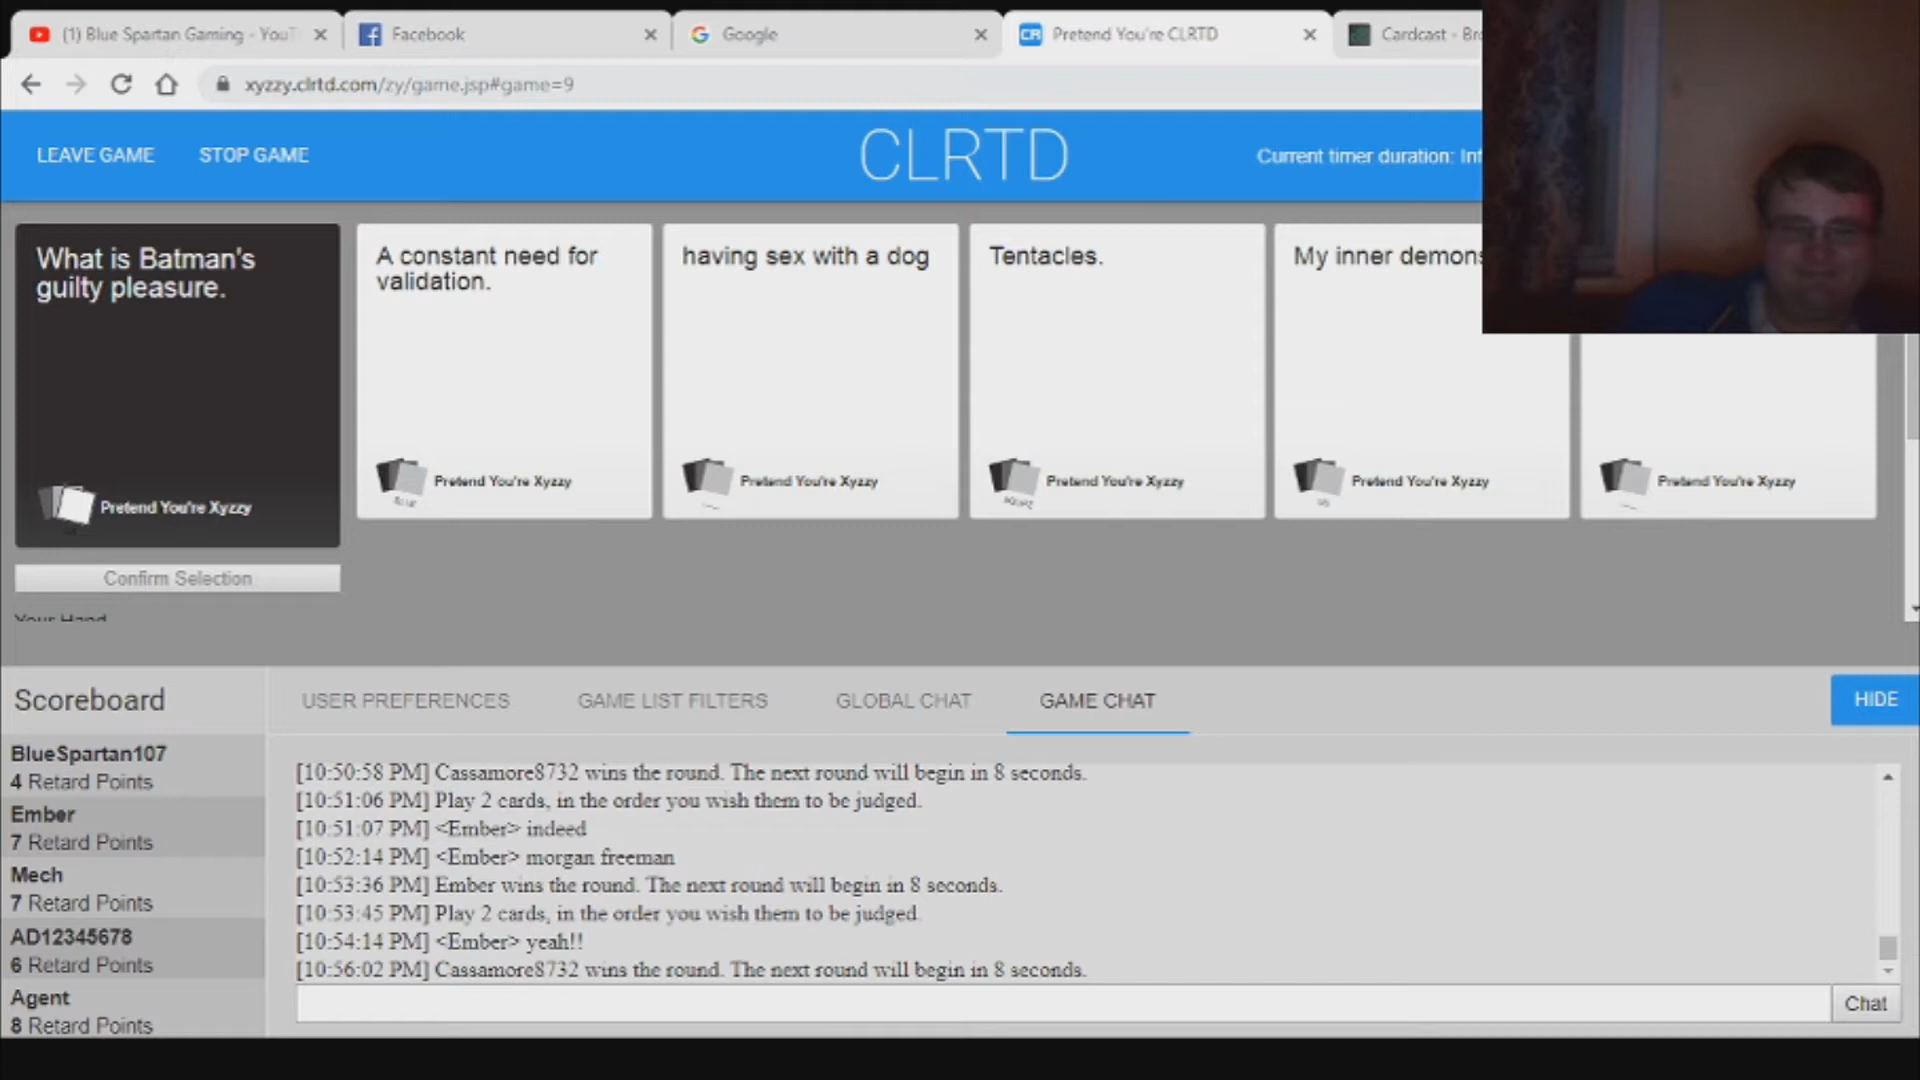 (1) Blue Spartan Gaming - YouT
Facebook
Google
Pretend You're CLRTD
Cardcast - Bro
xyzzy.clrtd.com/zy/game.jsp#game=9
LEAVE GAME
STOP GAME
CLRTD
Current timer duration: Inf
What is Batman's
guilty pleasure.
Pretend You're Xyzzy
A constant need for
validation.
Pretend You're Xyzzy
having sex with a dog
Pretend You're Xyzzy
Tentacles.
Pretend You're Xyzzy
My inner demons
Pretend You're Xyzzy
Pretend You're Xyzzy
Confirm Selection
Your Hand
Scoreboard
BlueSpartan107
4 Retard Points
Ember
7 Retard Points
Mech
7 Retard Points
AD12345678
6 Retard Points
Agent
8 Retard Points
USER PREFERENCES
GAME LIST FILTERS
GLOBAL CHAT
GAME CHAT
HIDE
[10:50:58 PM] Cassamore8732 wins the round. The next round will begin in 8 seconds.
[10:51:06 PM] Play 2 cards, in the order you wish them to be judged.
[10:51:07 PM] <Ember> indeed
[10:52:14 PM] <Ember> morgan freeman
[10:53:36 PM] Ember wins the round. The next round will begin in 8 seconds.
[10:53:45 PM] Play 2 cards, in the order you wish them to be judged.
[10:54:14 PM] <Ember> yeah!!
[10:56:02 PM] Cassamore8732 wins the round. The next round will begin in 8 seconds.
Chat